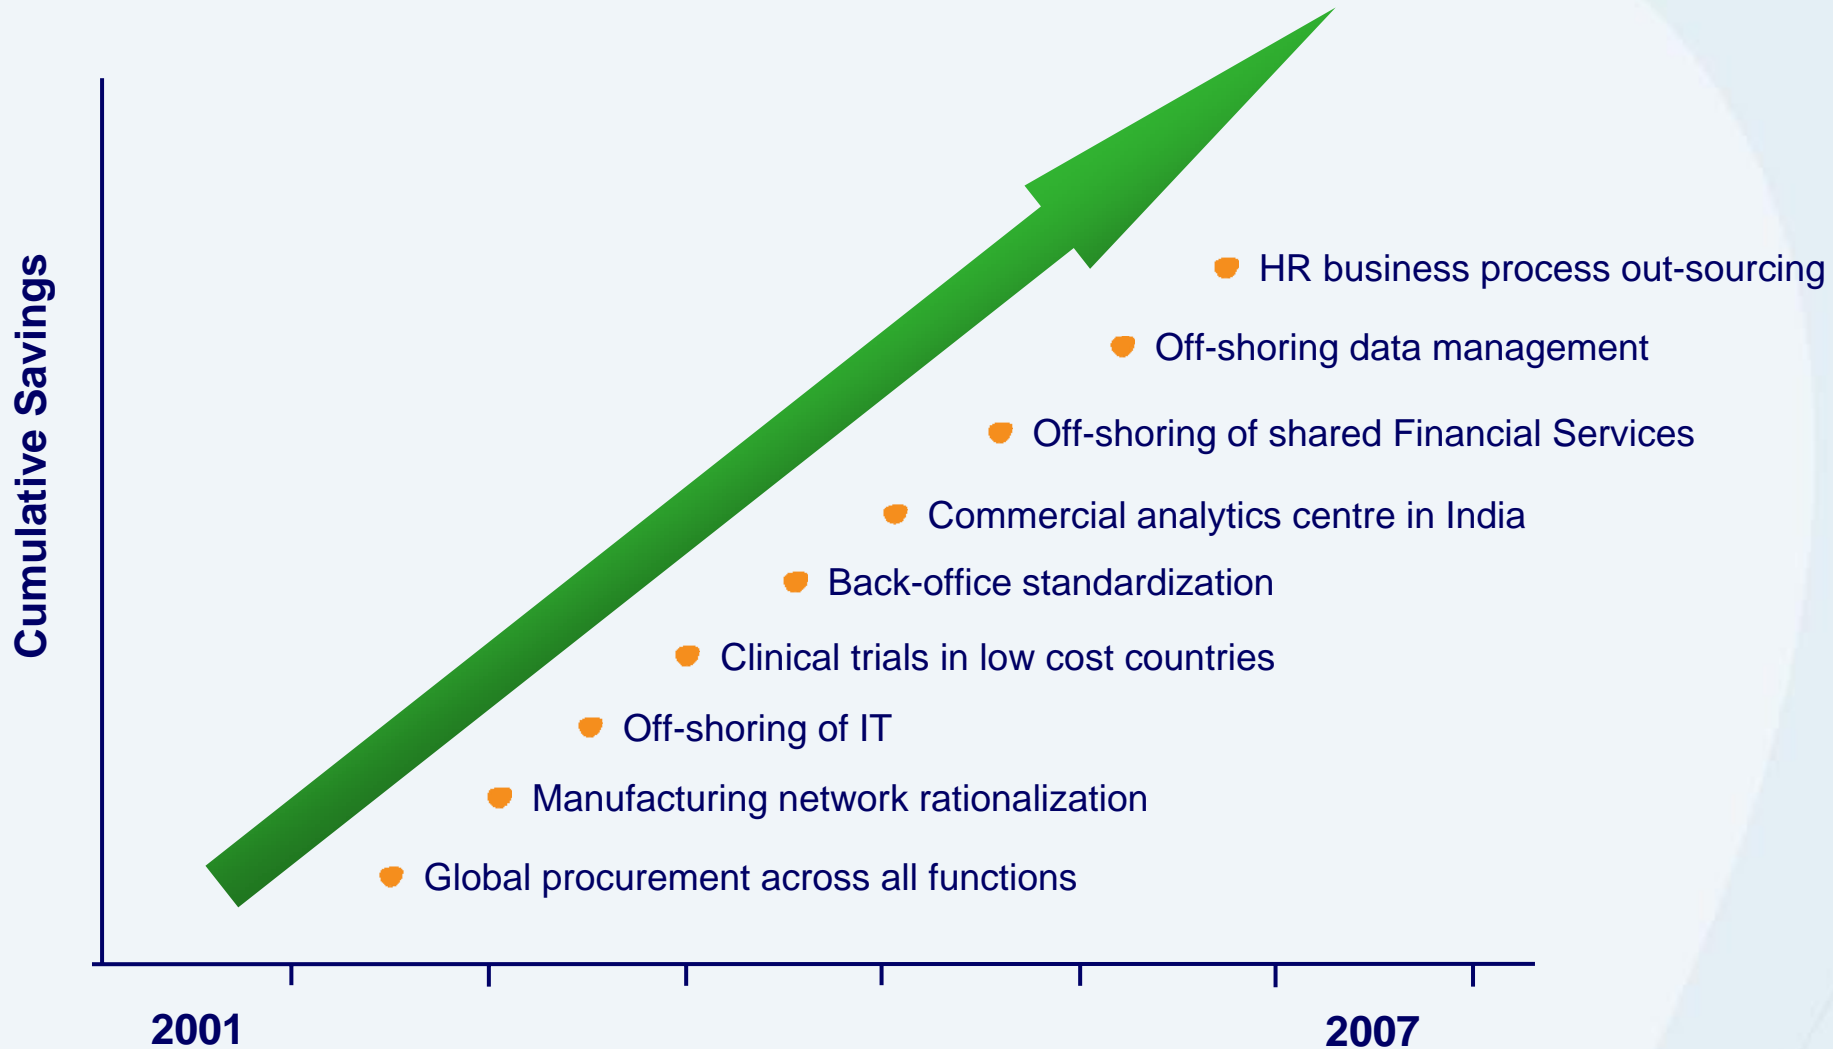 Cumulative Savings
HR business process out-sourcing
Off-shoring data management
Off-shoring of shared Financial Services
Commercial analytics centre in India
Back-office standardization
Clinical trials in low cost countries
Off-shoring of IT
Manufacturing network rationalization
Global procurement across all functions
2001
2007